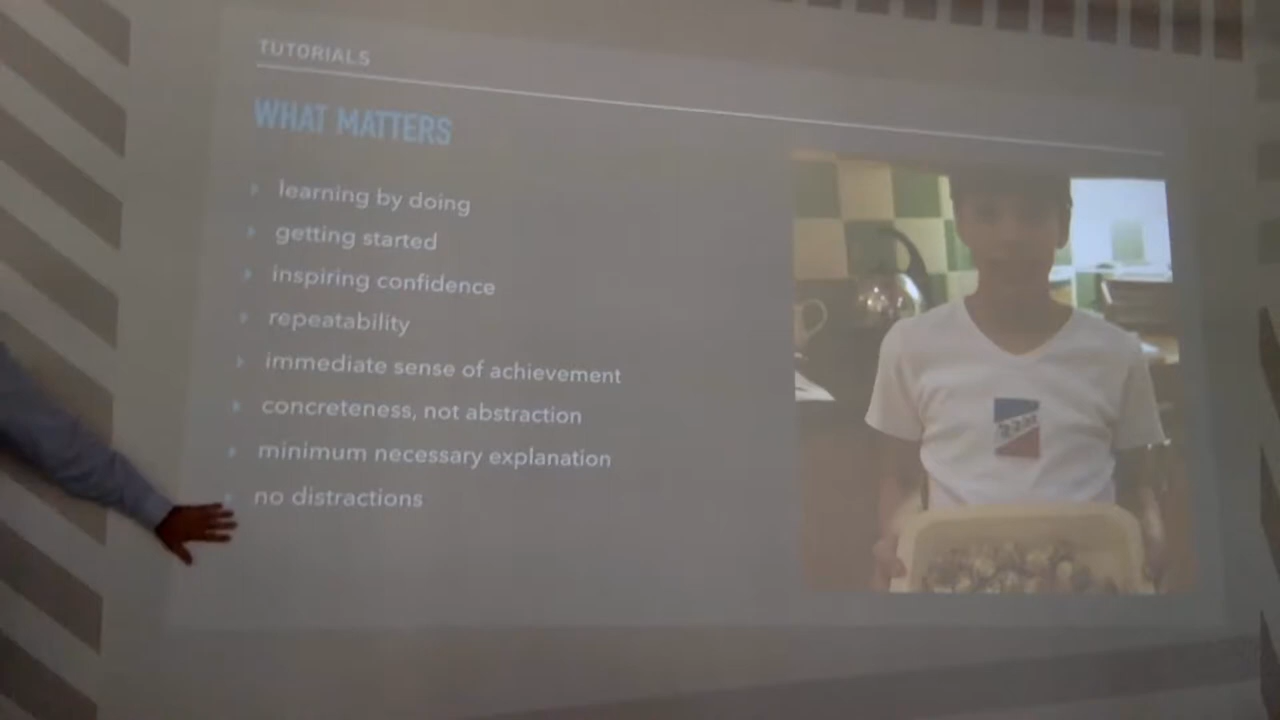 TUTORIALS
WHAT MATTERS
learning by doing
getting started
inspiring confidence
repeatability
immediate sense of achievement
concreteness, not abstraction
minimum necessary explanation
no distractions